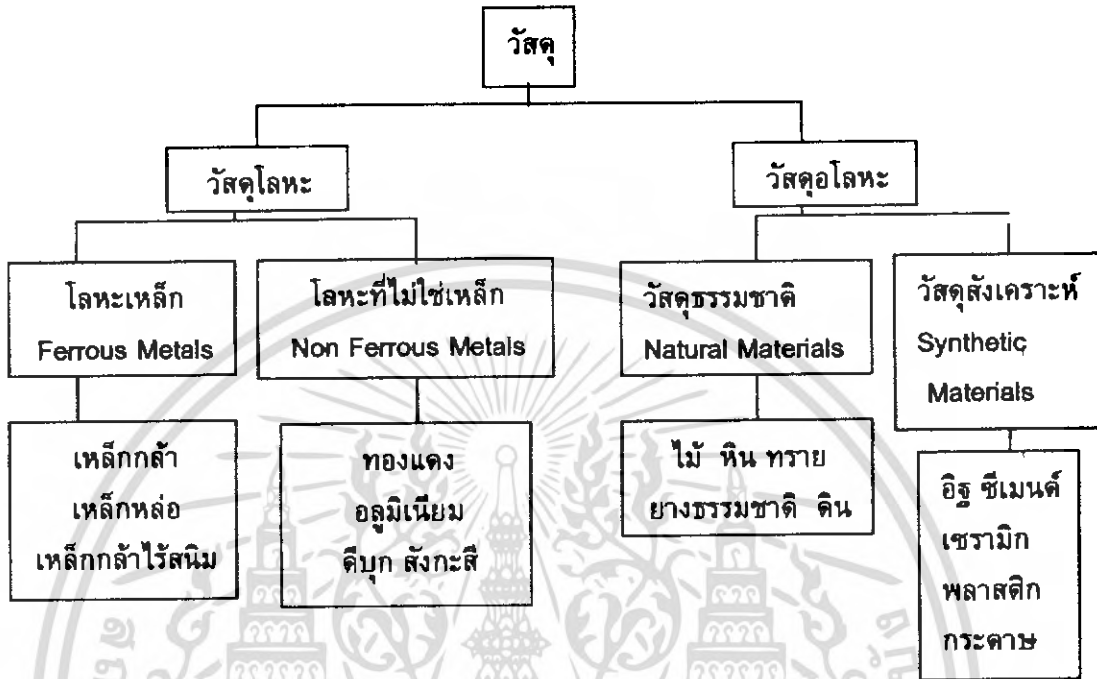 วัสดุ
วัสดุโลหะ
วัสดุอโลหะ
โลหะเหล็ก
Ferrous Metals
โลหะที่ไม่ใช่เหล็ก
Non Ferrous Metals
วัสดุธรรมชาติ
Natural Materials
วัสดุสังเคราะห์
Synthetic
Materials
เหล็กกล้า
เหล็กหล่อ
เหล็กกล้าไร้สนิม
ทองแดง
อลูมิเนียม
ดีบุก สังกะสี
ไม้ หิน ทราย
ยางธรรมชาติ ดิน
อิฐ ซีเมนต์
เซรามิก
พลาสติก
กระดาษ